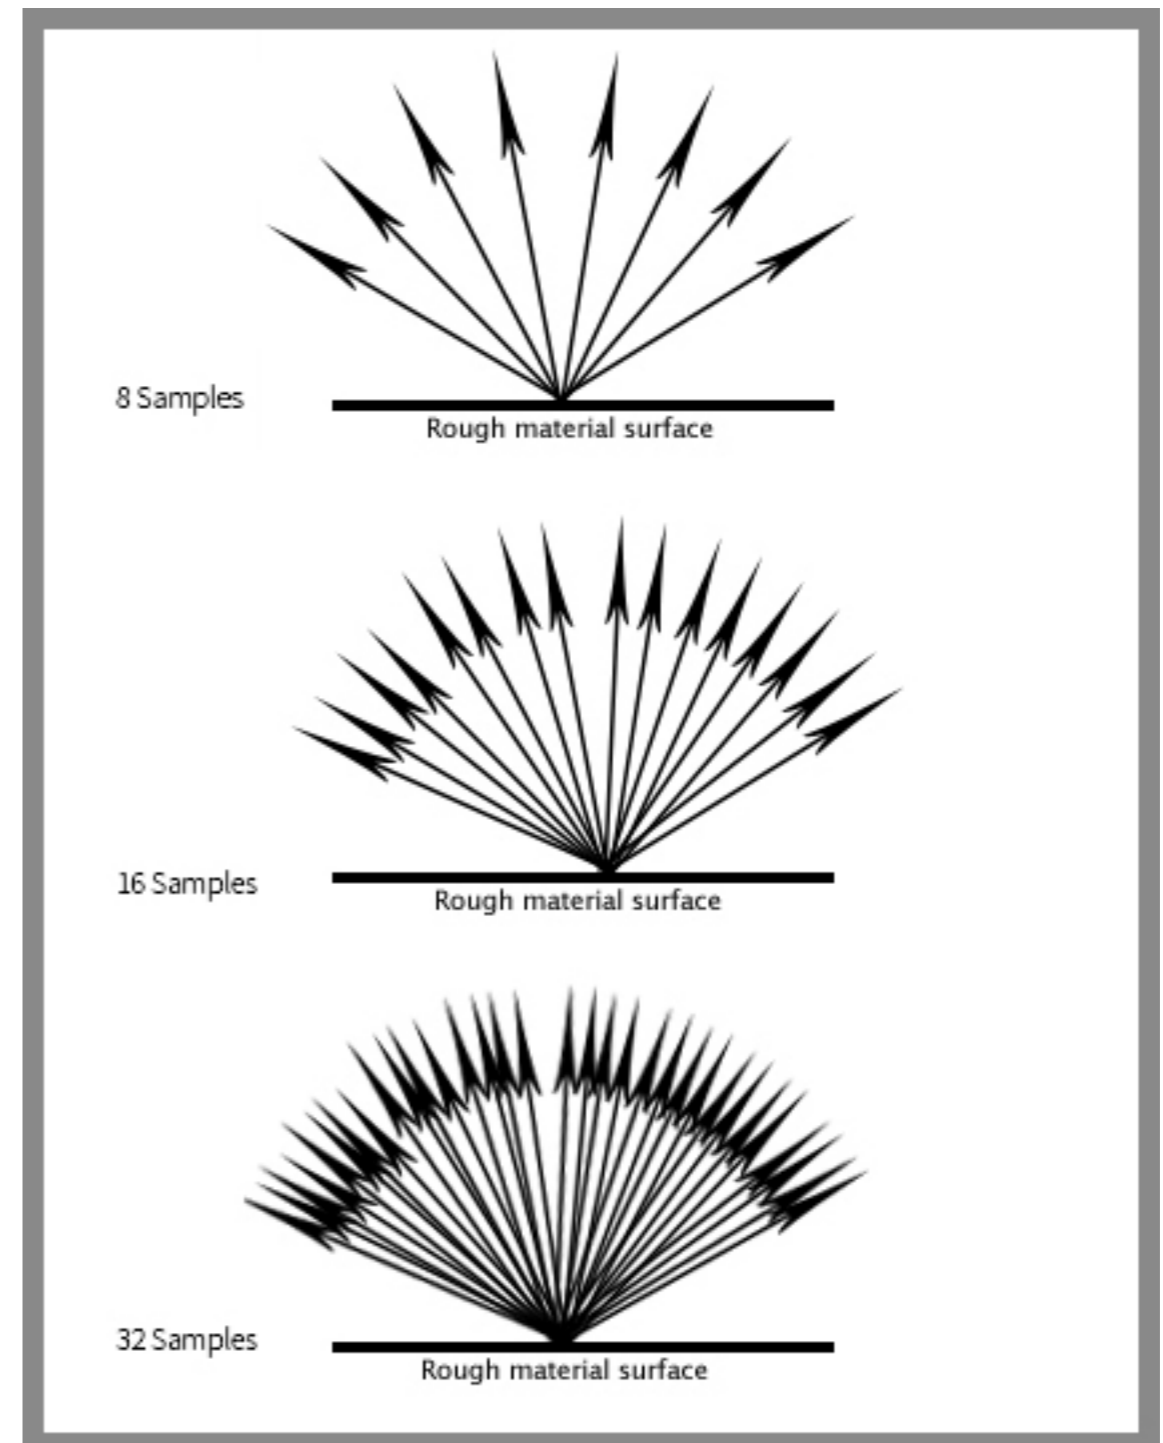 8 Samples
Rough material surface
16 Samples
Rough material surface
32 Samples
Rough material surface